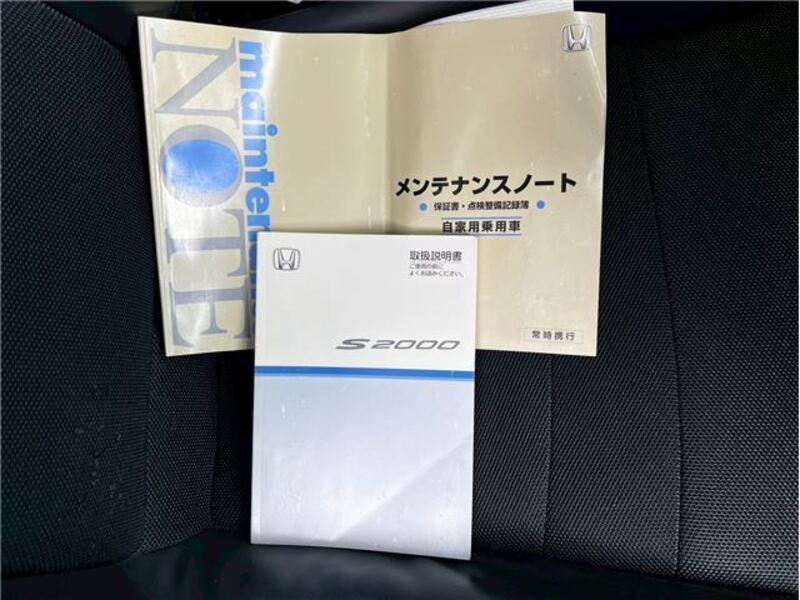 maintenan
NOTE
メンテナンスノート
● 保証書・点検整備記録簿 ●
自家用乗用車
常時携行
取扱説明書
ご使用の前に
よくお読みください。
S2000